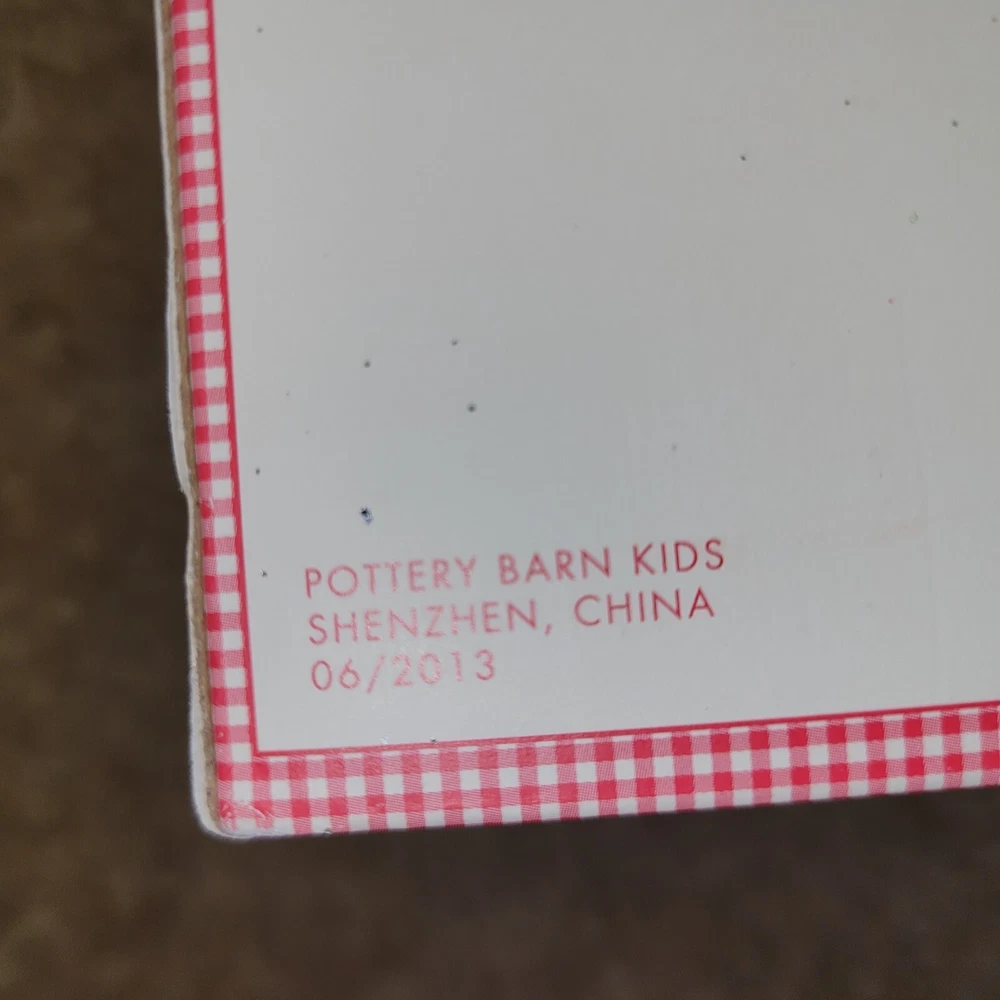 POTTERY BARN KIDS
SHENZHEN, CHINA
06/2013